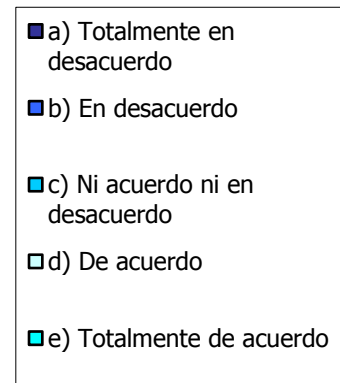 a) Totalmente en
desacuerdo
b) En desacuerdo
c) Ni acuerdo ni en
desacuerdo
d) De acuerdo
e) Totalmente de acuerdo